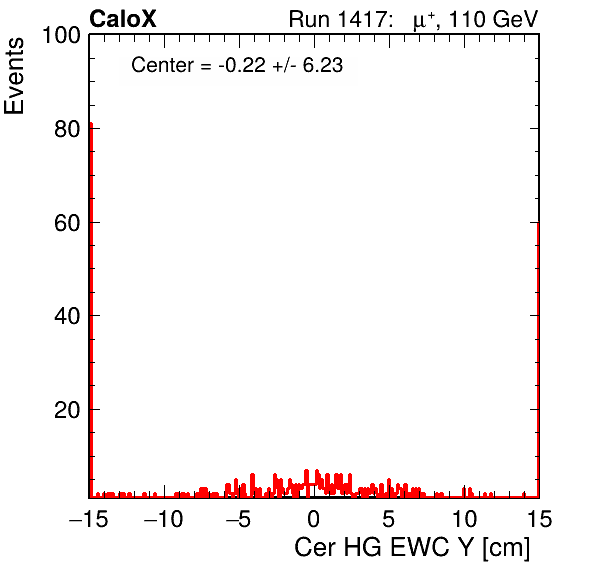 CaloX Run 1417: μ⁺, 110 GeV
Center = -0.22 +/- 6.23
Events
100
80
60
40
20
−15 −10 −5 0 5 10 15
Cer HG EWC Y [cm]